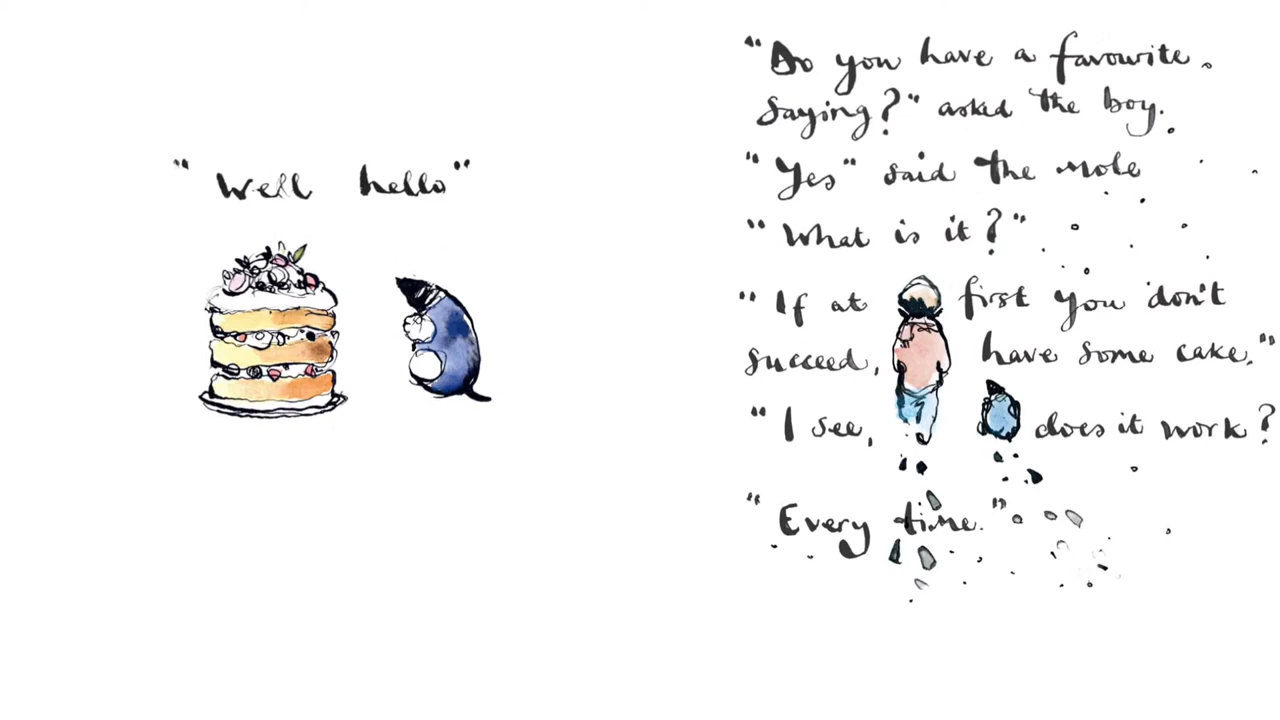 "Well hello"
"Do you have a favourite
saying?" asked the boy.
"Yes" said the mole
"What is it?"
"If at first you don't
succeed, have some cake."
"I see, does it work?
"Every time."